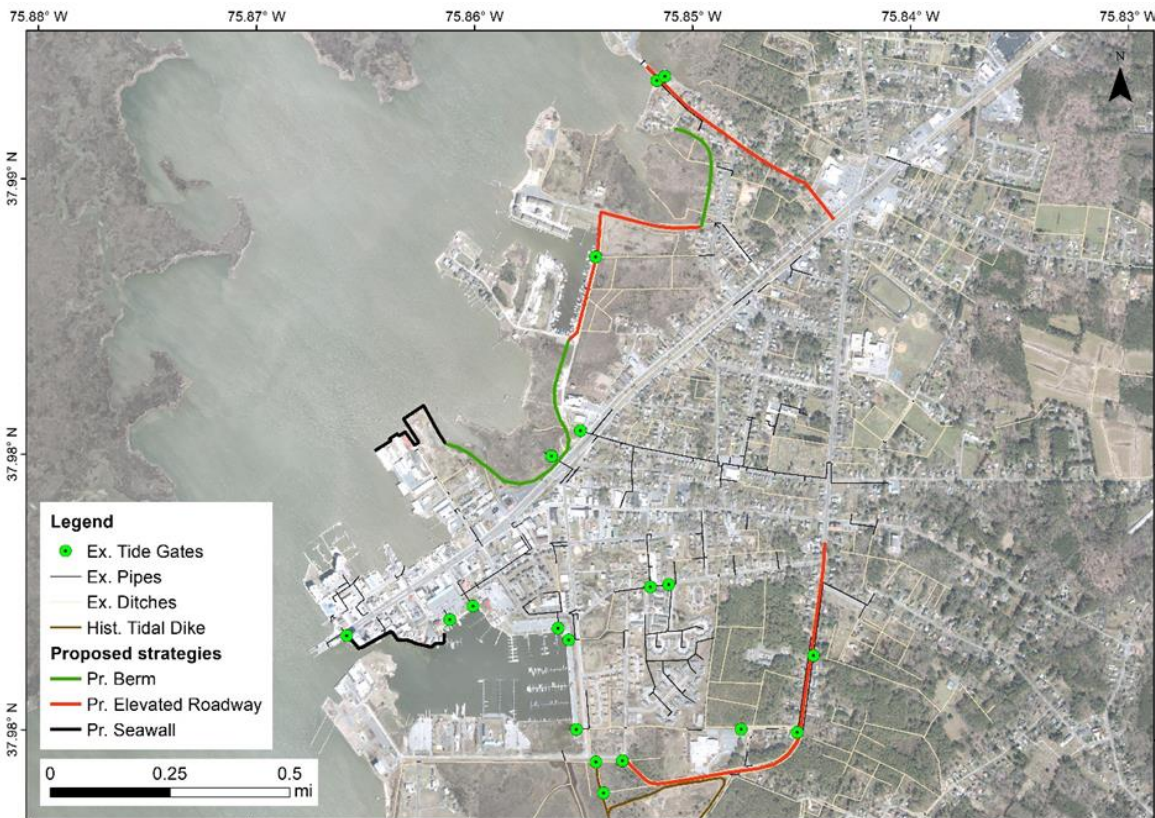 75.88° W 75.87° W 75.86° W 75.85° W 75.84° W 75.83° W
N
37.99° N
37.98° N
37.98° N
Legend
Ex. Tide Gates
Ex. Pipes
Ex. Ditches
Hist. Tidal Dike
Proposed strategies
Pr. Berm
Pr. Elevated Roadway
Pr. Seawall
0 0.25 0.5
mi